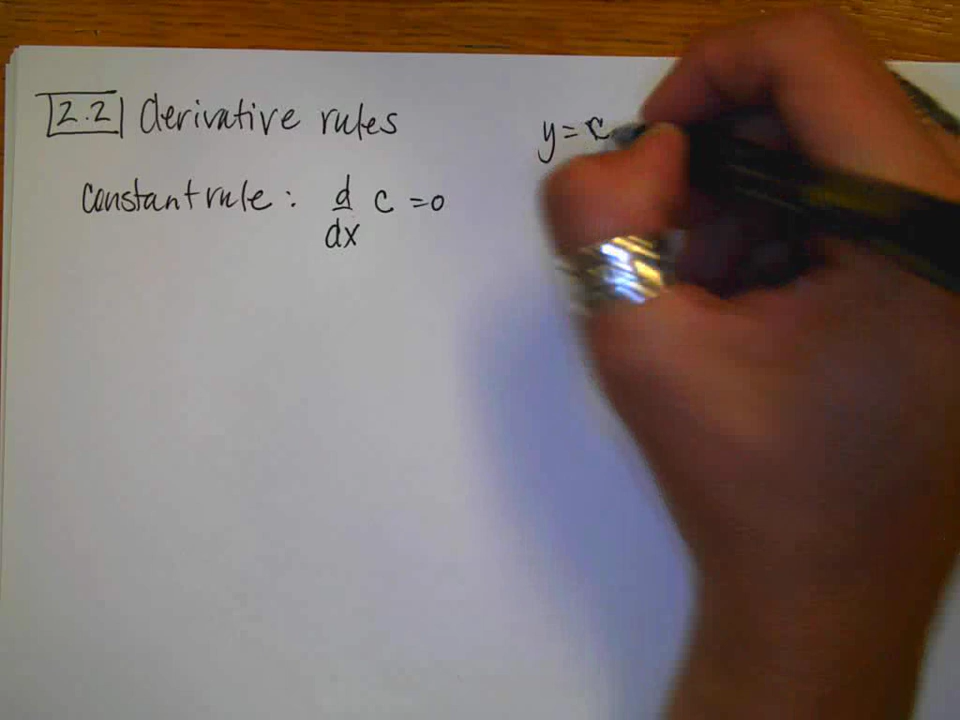 2.2 derivative rules
y = c
constant rule : d/dx c = 0